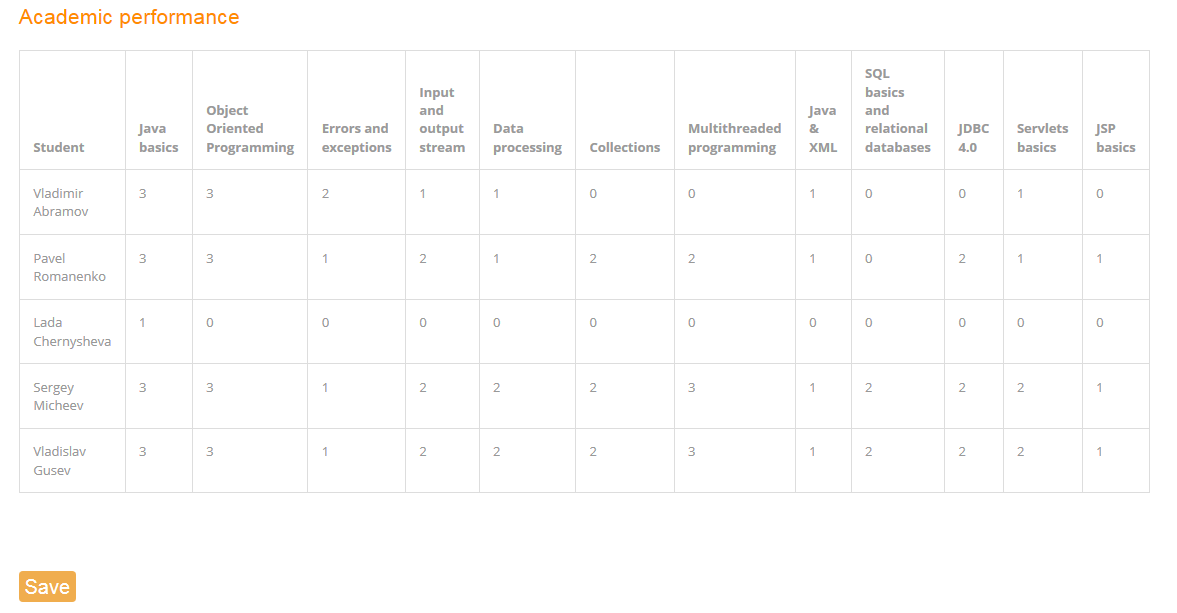 Academic performance
Student | Java basics | Object Oriented Programming | Errors and exceptions | Input and output stream | Data processing | Collections | Multithreaded programming | Java & XML | SQL basics and relational databases | JDBC 4.0 | Servlets basics | JSP basics
Vladimir Abramov | 3 | 3 | 2 | 1 | 1 | 0 | 0 | 1 | 0 | 0 | 1 | 0
Pavel Romanenko | 3 | 3 | 1 | 2 | 1 | 2 | 2 | 1 | 0 | 2 | 1 | 1
Lada Chernysheva | 1 | 0 | 0 | 0 | 0 | 0 | 0 | 0 | 0 | 0 | 0 | 0
Sergey Micheev | 3 | 3 | 1 | 2 | 2 | 2 | 3 | 1 | 2 | 2 | 2 | 1
Vladislav Gusev | 3 | 3 | 1 | 2 | 2 | 2 | 3 | 1 | 2 | 2 | 2 | 1
Save